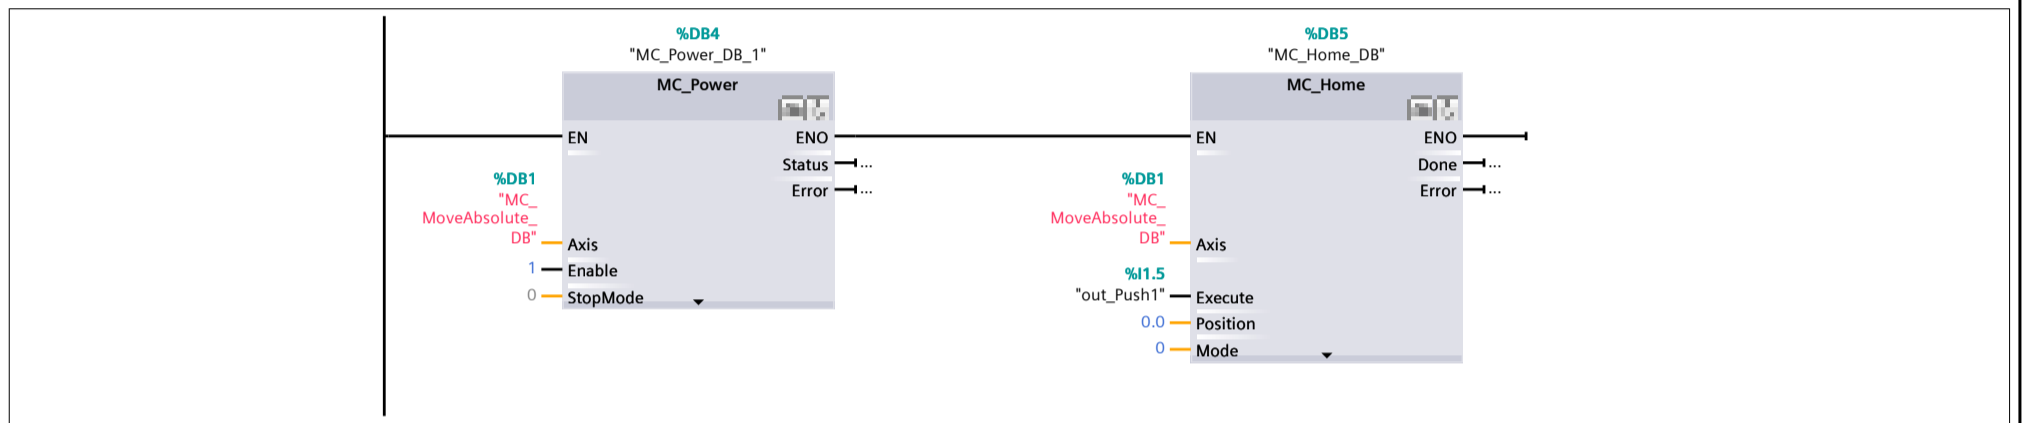 %DB4
"MC_Power_DB_1"
MC_Power
EN
ENO
Status
...
Error
...
%DB1
"MC_
MoveAbsolute_
DB"
Axis
1
Enable
0
StopMode
%DB5
"MC_Home_DB"
MC_Home
EN
ENO
Done
...
Error
...
%DB1
"MC_
MoveAbsolute_
DB"
Axis
%I1.5
"out_Push1"
Execute
0.0
Position
0
Mode